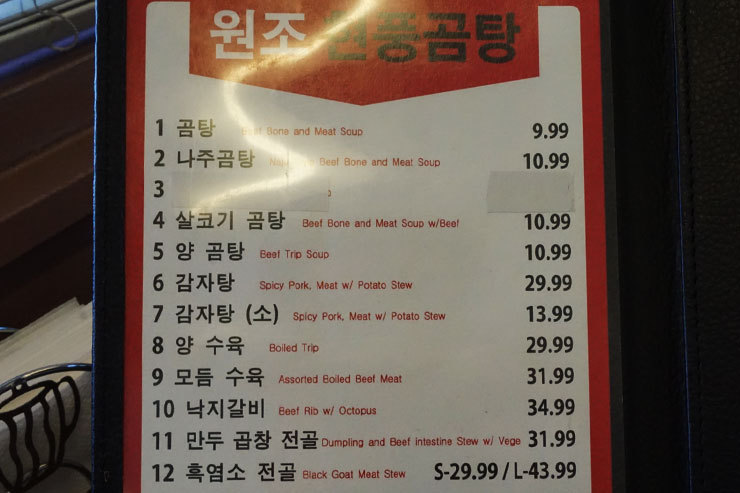 원조 현풍곰탕
1 곰탕 Beef Bone and Meat Soup 9.99
2 나주곰탕 Beef Bone and Meat Soup 10.99
3
4 살코기 곰탕 Beef Bone and Meat Soup w/Beef 10.99
5 양 곰탕 Beef Trip Soup 10.99
6 감자탕 Spicy Pork, Meat w/ Potato Stew 29.99
7 감자탕 (소) Spicy Pork, Meat w/ Potato Stew 13.99
8 양 수육 Boiled Trip 29.99
9 모듬 수육 Assorted Boiled Beef Meat 31.99
10 낙지갈비 Beef Rib w/ Octopus 34.99
11 만두 곱창 전골 Dumpling and Beef intestine Stew w/ Vege 31.99
12 흑염소 전골 Black Goat Meat Stew S-29.99 / L-43.99